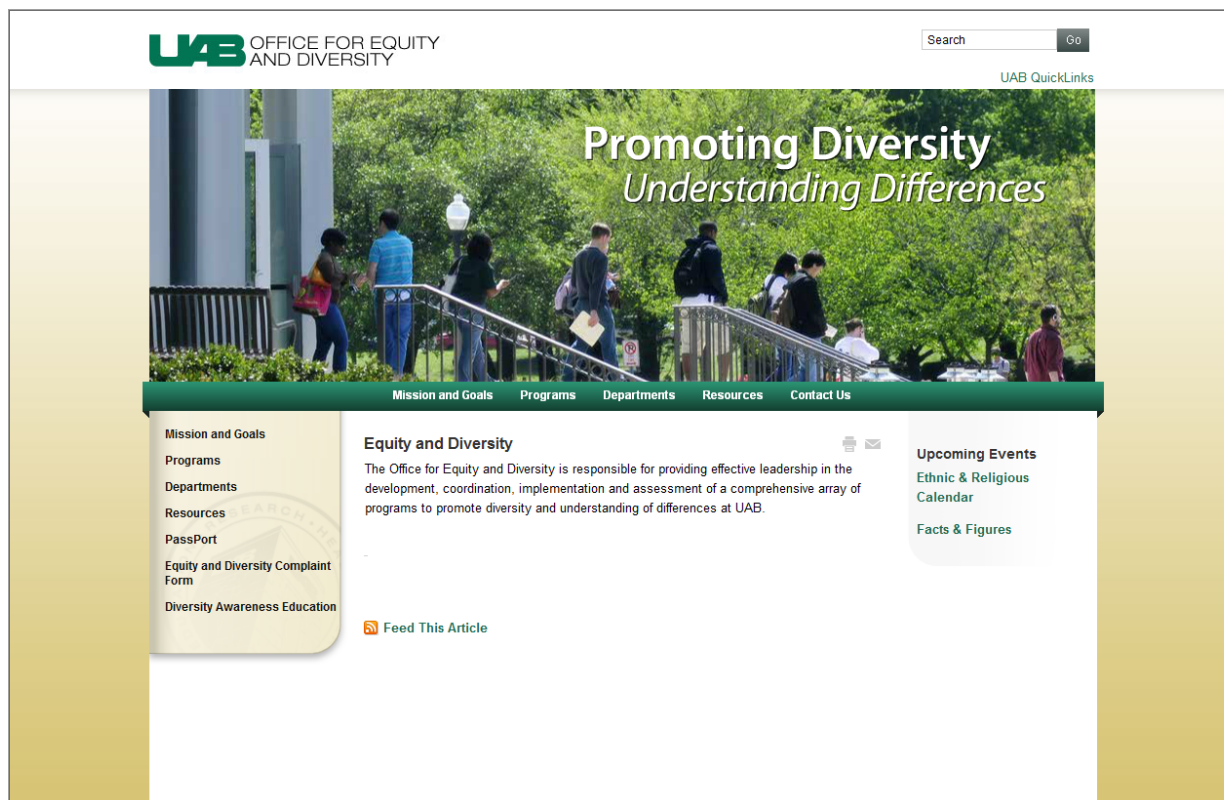 UAB OFFICE FOR EQUITY
AND DIVERSITY
Search
Go
UAB QuickLinks
Promoting Diversity
Understanding Differences
Mission and Goals Programs Departments Resources Contact Us
Mission and Goals
Programs
Departments
Resources
PassPort
Equity and Diversity Complaint
Form
Diversity Awareness Education
Equity and Diversity
The Office for Equity and Diversity is responsible for providing effective leadership in the
development, coordination, implementation and assessment of a comprehensive array of
programs to promote diversity and understanding of differences at UAB.
Feed This Article
Upcoming Events
Ethnic & Religious
Calendar
Facts & Figures